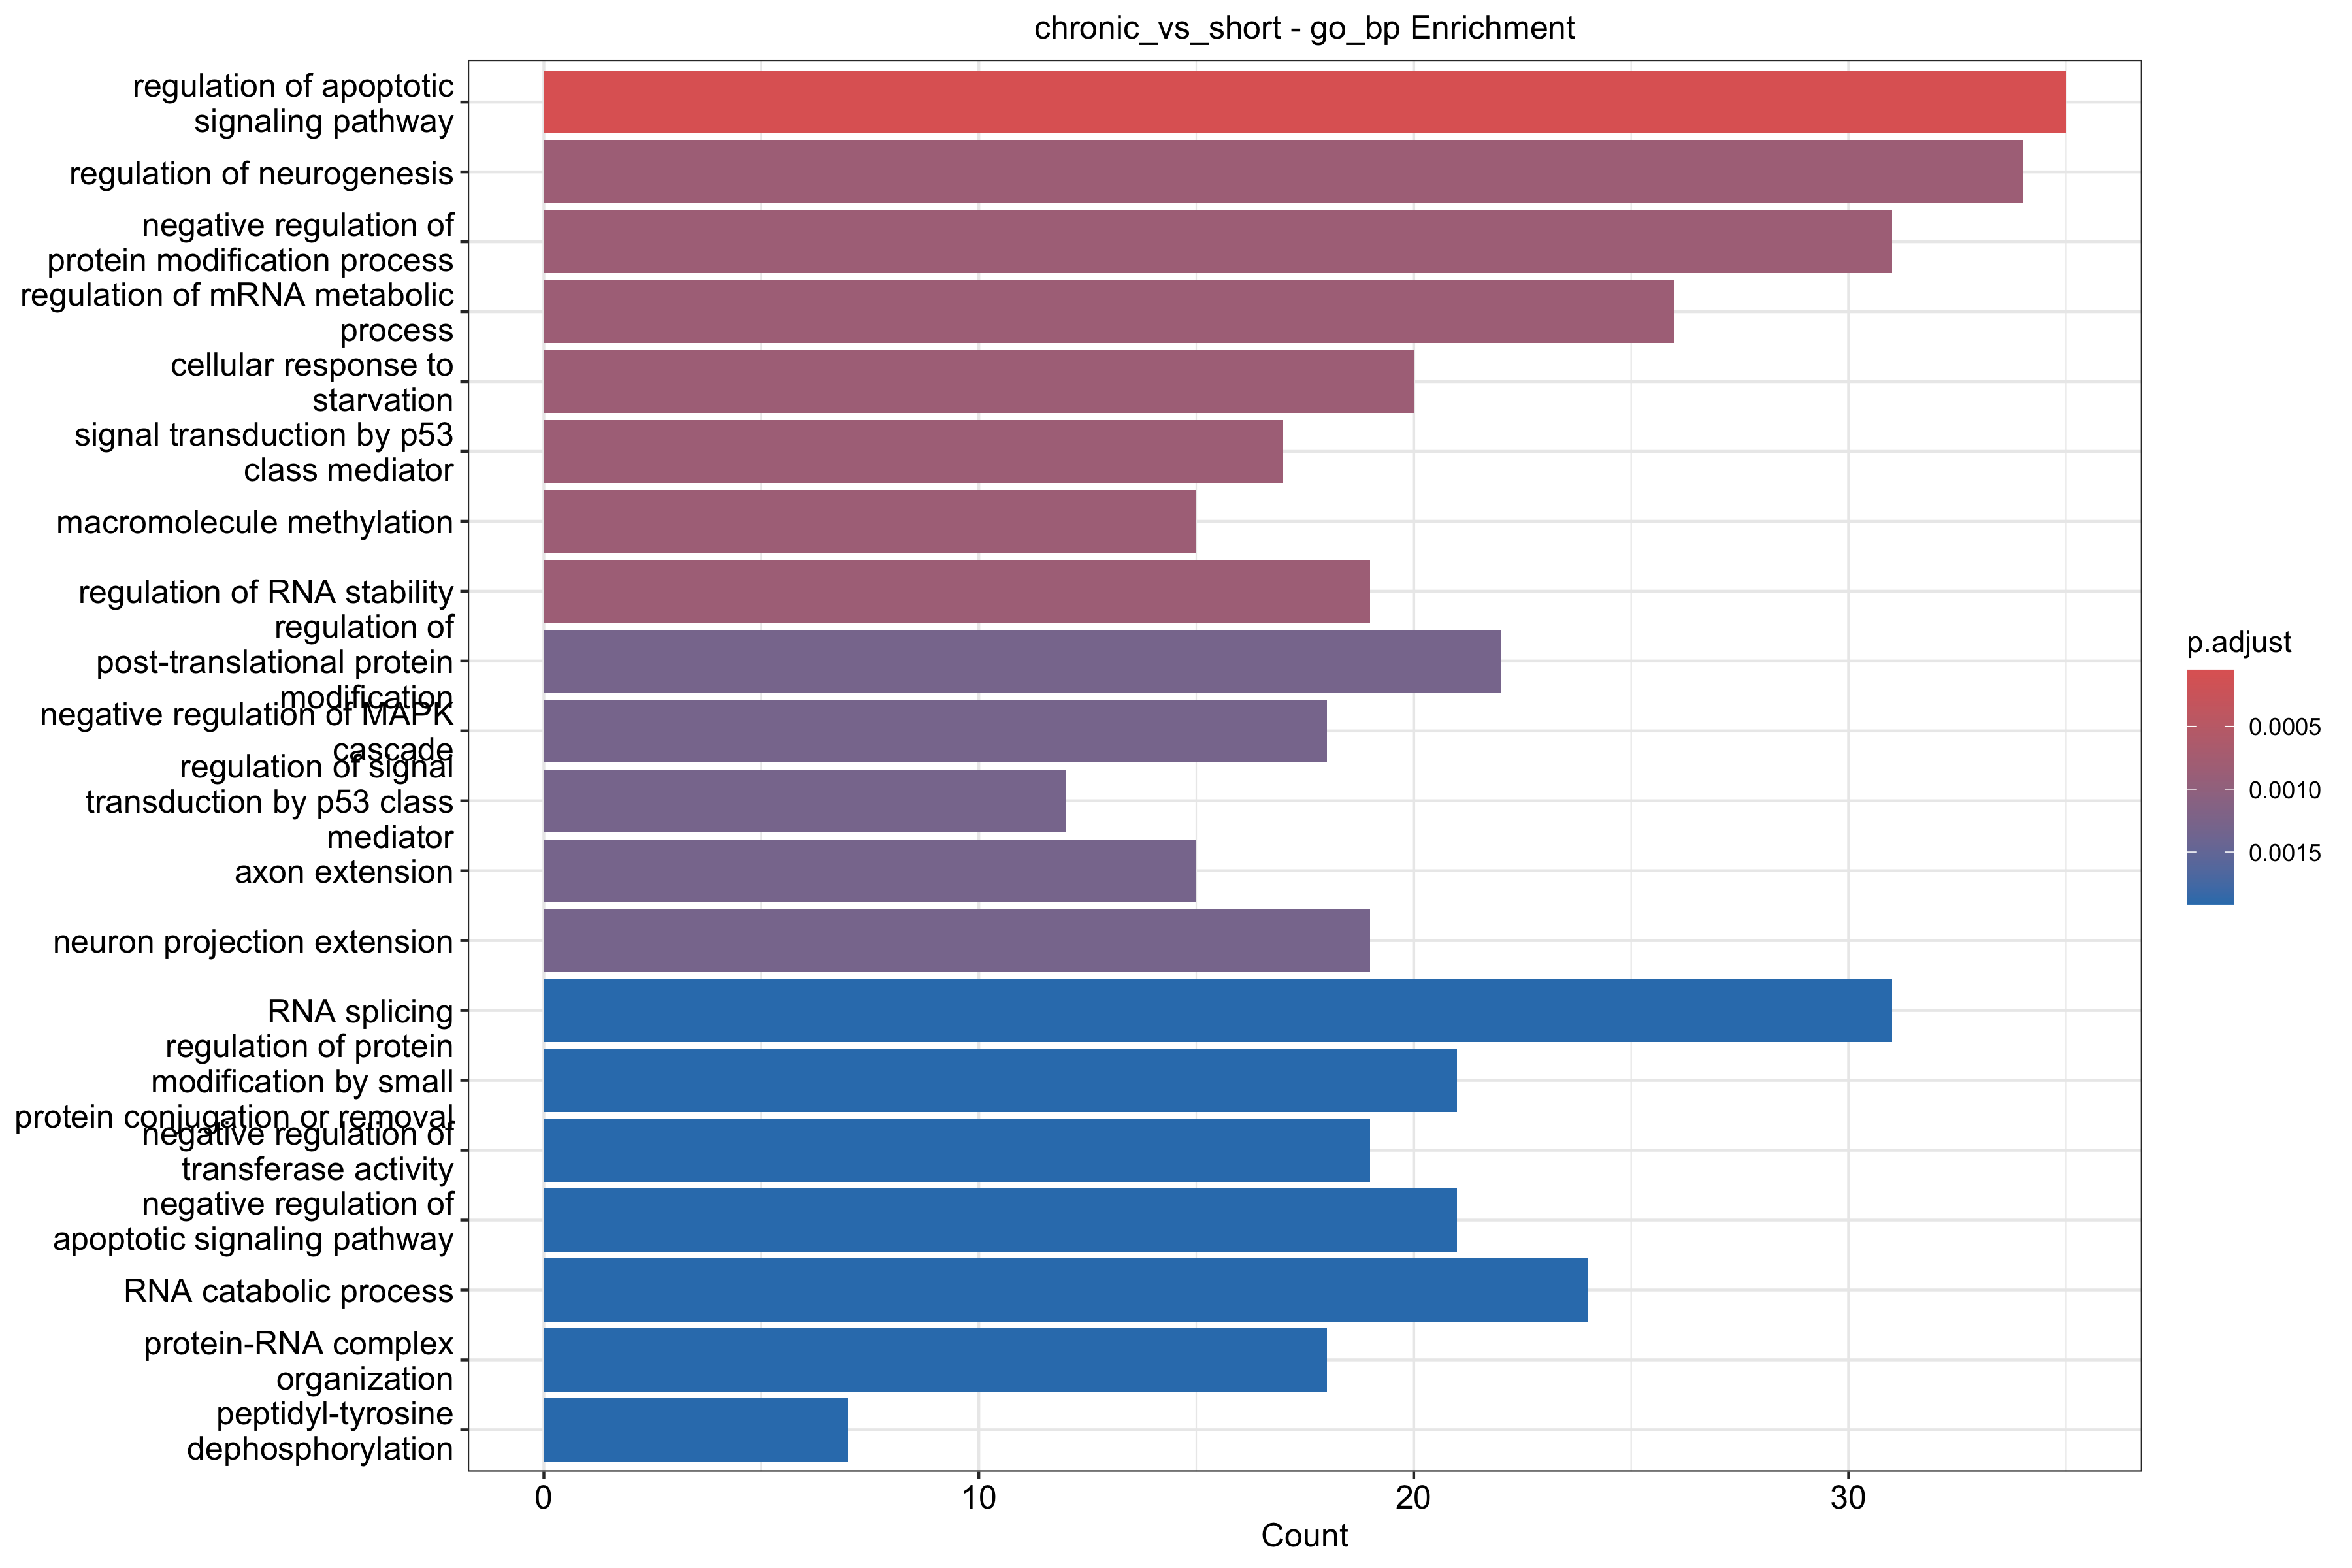 chronic_vs_short - go_bp Enrichment
regulation of apoptotic
signaling pathway
regulation of neurogenesis
negative regulation of
protein modification process
regulation of mRNA metabolic
process
cellular response to
starvation
signal transduction by p53
class mediator
macromolecule methylation
regulation of RNA stability
regulation of
post-translational protein
modification
negative regulation of MAPK
cascade
regulation of signal
transduction by p53 class
mediator
axon extension
neuron projection extension
RNA splicing
regulation of protein
modification by small
protein conjugation or removal
negative regulation of
transferase activity
negative regulation of
apoptotic signaling pathway
RNA catabolic process
protein-RNA complex
organization
peptidyl-tyrosine
dephosphorylation
0 10 20 30
Count
p.adjust
0.0005
0.0010
0.0015